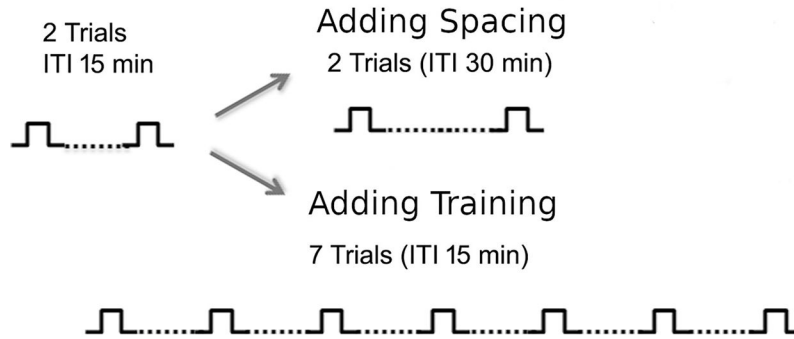 2 Trials
ITI 15 min
Adding Spacing
2 Trials (ITI 30 min)
Adding Training
7 Trials (ITI 15 min)